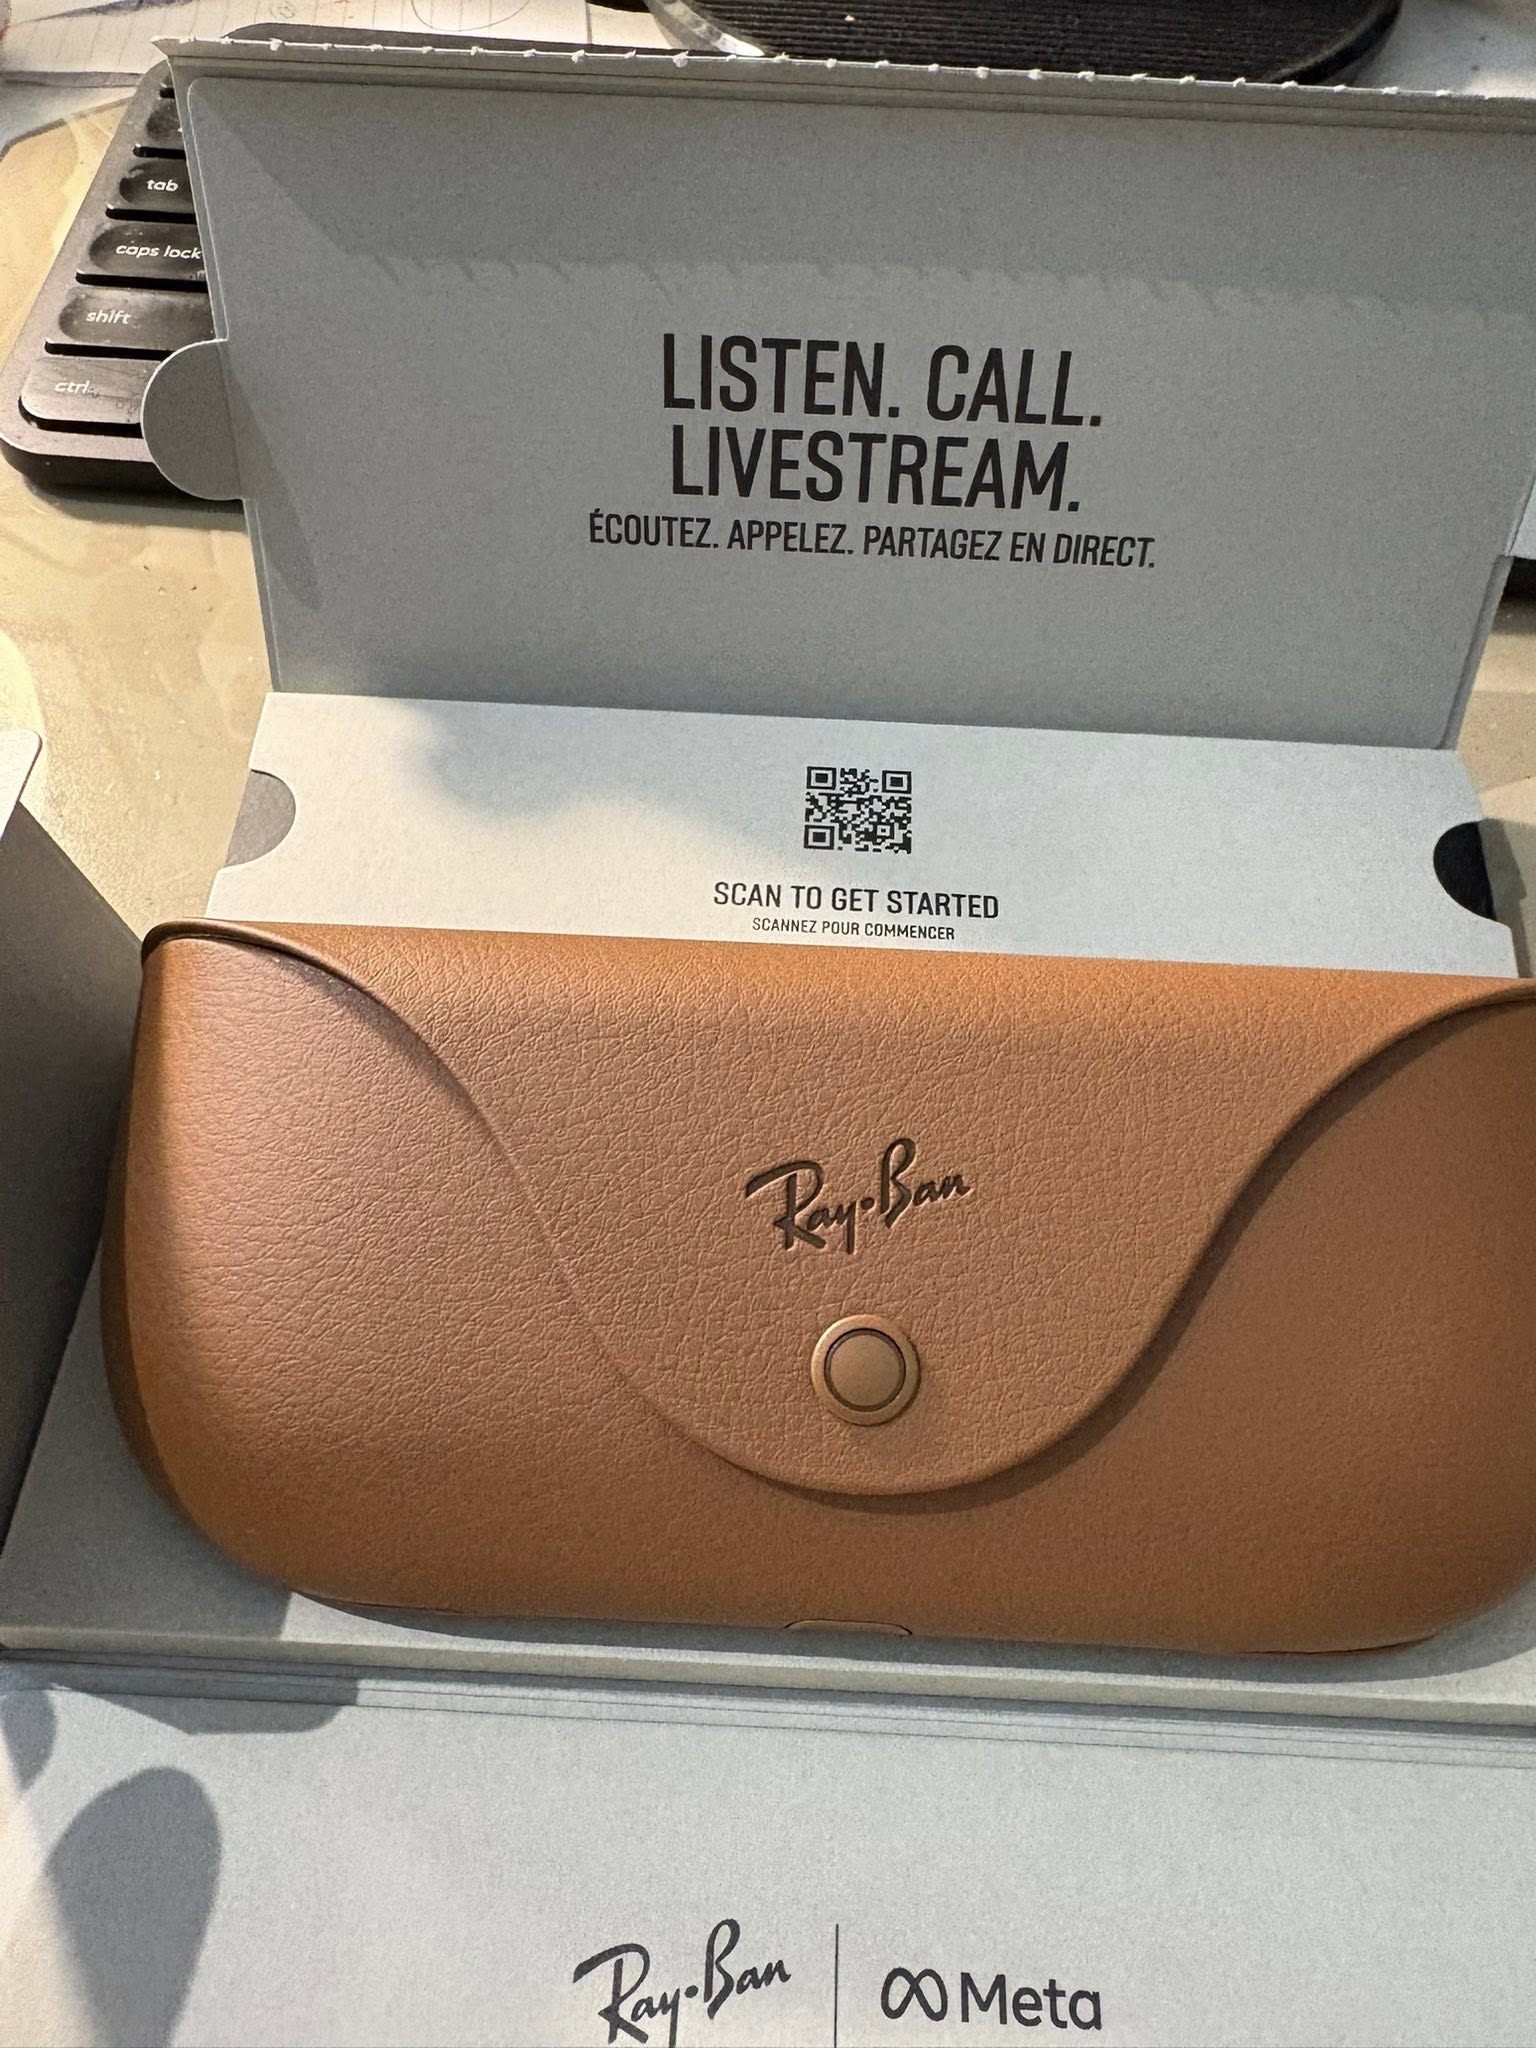 tab
caps lock
shift
ctrl
LISTEN. CALL.
LIVESTREAM.
ÉCOUTEZ. APPELEZ. PARTAGEZ EN DIRECT.
SCAN TO GET STARTED
SCANNEZ POUR COMMENCER
Ray·Ban
Ray·Ban | Meta